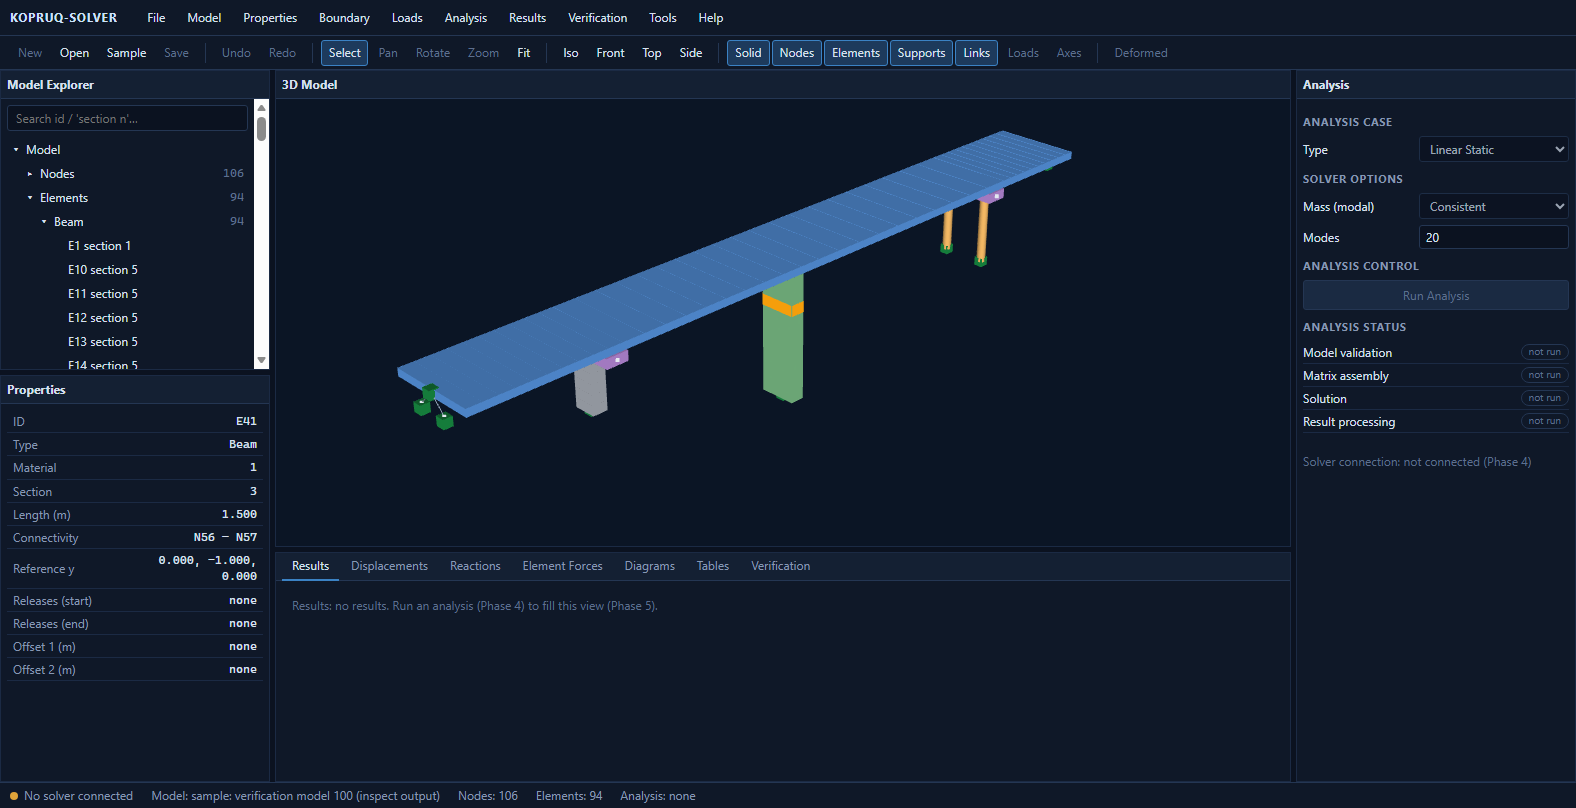 KOPRUQ-SOLVER File Model Properties Boundary Loads Analysis Results Verification Tools Help
New Open Sample Save Undo Redo Select Pan Rotate Zoom Fit Iso Front Top Side Solid Nodes Elements Supports Links Loads Axes Deformed
Model Explorer
Search id / 'section n'...
Model
Nodes 106
Elements 94
Beam 94
E1 section 1
E10 section 5
E11 section 5
E12 section 5
E13 section 5
E14 section 5
Properties
ID E41
Type Beam
Material 1
Section 3
Length (m) 1.500
Connectivity N56 — N57
Reference y 0.000, −1.000,
0.000
Releases (start) none
Releases (end) none
Offset 1 (m) none
Offset 2 (m) none
3D Model
Results Displacements Reactions Element Forces Diagrams Tables Verification
Results: no results. Run an analysis (Phase 4) to fill this view (Phase 5).
Analysis
ANALYSIS CASE
Type Linear Static
SOLVER OPTIONS
Mass (modal) Consistent
Modes 20
ANALYSIS CONTROL
Run Analysis
ANALYSIS STATUS
Model validation not run
Matrix assembly not run
Solution not run
Result processing not run
Solver connection: not connected (Phase 4)
No solver connected Model: sample: verification model 100 (inspect output) Nodes: 106 Elements: 94 Analysis: none